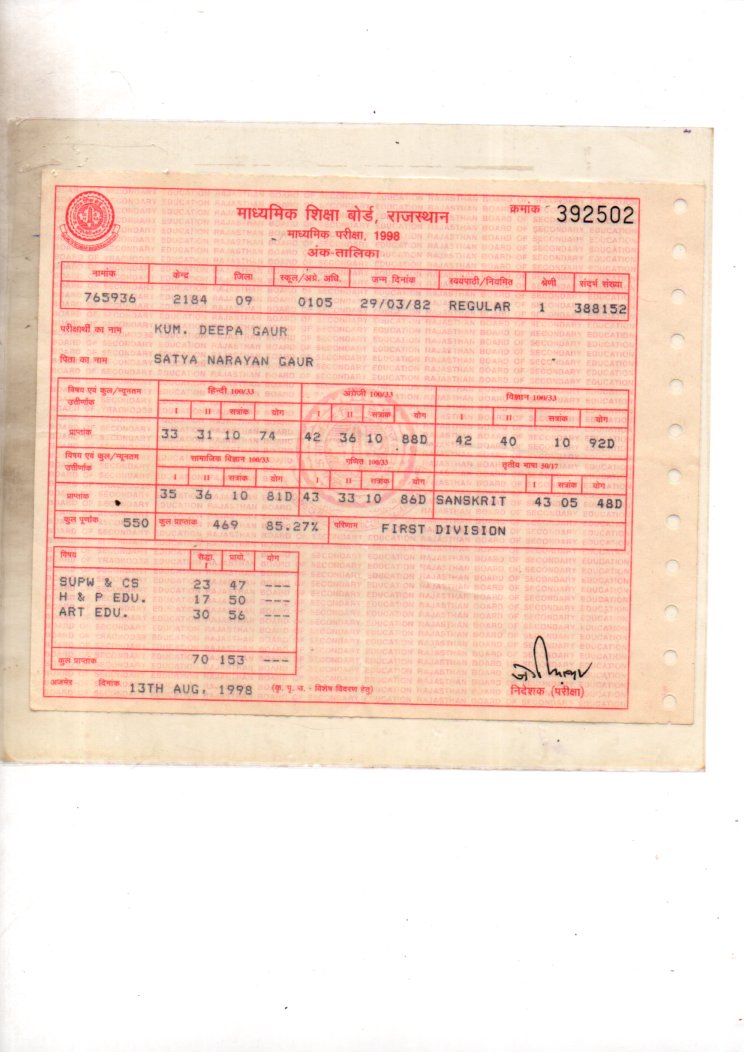 माध्यमिक शिक्षा बोर्ड, राजस्थान
क्रमांक 392502
माध्यमिक परीक्षा, 1998
अंक-तालिका
नामांक केन्द्र जिला स्कूल/अग्रे. अधि. जन्म दिनांक स्वयंपाठी/नियमित श्रेणी संदर्भ संख्या
765936 2184 09 0105 29/03/82 REGULAR 1 388152
परीक्षार्थी का नाम KUM. DEEPA GAUR
पिता का नाम SATYA NARAYAN GAUR
विषय एवं कुल/न्यूनतम उत्तीर्णांक हिन्दी 100/33 अंग्रेजी 100/33 विज्ञान 100/33
I II सत्रांक योग I II सत्रांक योग I II सत्रांक योग
प्राप्तांक 33 31 10 74 42 36 10 88D 42 40 10 92D
विषय एवं कुल/न्यूनतम उत्तीर्णांक सामाजिक विज्ञान 100/33 गणित 100/33 तृतीय भाषा 50/17
I II सत्रांक योग I II सत्रांक योग I सत्रांक योग
प्राप्तांक 35 36 10 81D 43 33 10 86D SANSKRIT 43 05 48D
कुल पूर्णांक 550 कुल प्राप्तांक 469 85.27% परिणाम FIRST DIVISION
विषय सैद्धा. I प्रायो. योग
SUPW & CS 23 47 ---
H & P EDU. 17 50 ---
ART EDU. 30 56 ---
कुल प्राप्तांक 70 153 ---
अजमेर दिनांक 13TH AUG, 1998 (कृ. पृ. उ. - विशेष विवरण हेतु)
निदेशक (परीक्षा)